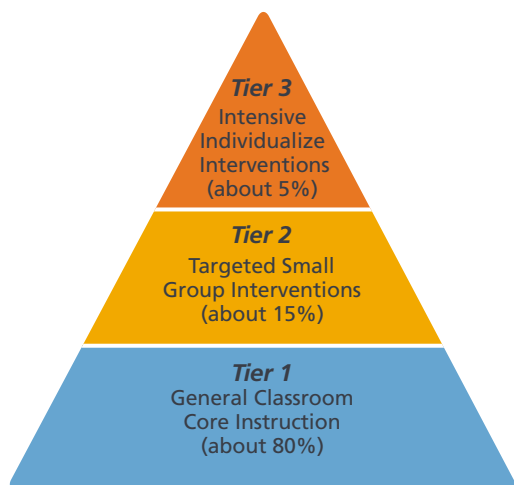 Tier 3
Intensive
Individualize
Interventions
(about 5%)
Tier 2
Targeted Small
Group Interventions
(about 15%)
Tier 1
General Classroom
Core Instruction
(about 80%)